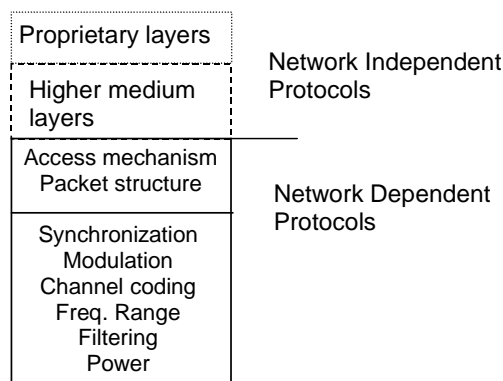 Proprietary layers
Higher medium
layers
Network Independent
Protocols
Access mechanism
Packet structure
Network Dependent
Protocols
Synchronization
Modulation
Channel coding
Freq. Range
Filtering
Power